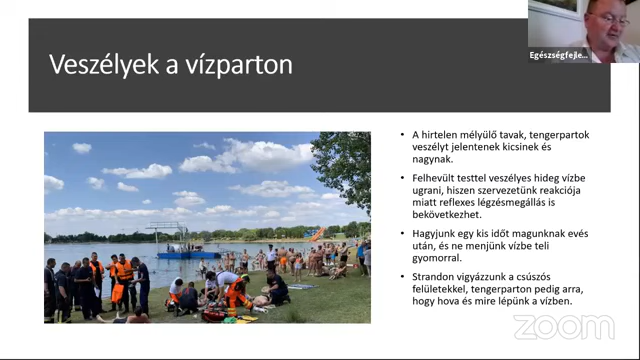 Egészségfejle...
Veszélyek a vízparton
• A hirtelen mélyülő tavak, tengerpartok
veszélyt jelentenek kicsinek és
nagynak.
• Felhevült testtel veszélyes hideg vízbe
ugrani, hiszen szervezetünk reakciója
miatt reflexes légzésmegállás is
bekövetkezhet.
• Hagyjunk egy kis időt magunknak evés
után, és ne menjünk vízbe teli
gyomorral.
• Strandon vigyázzunk a csúszós
felületekkel, tengerparton pedig arra,
hogy hova és mire lépünk a vízben.
zoom